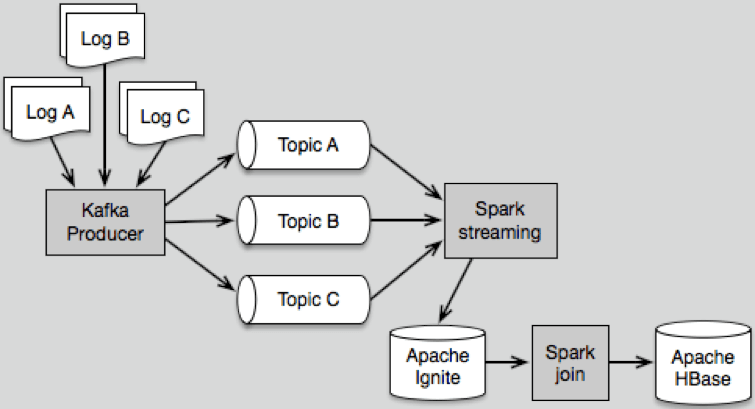 Log B
Log A
Log C
Kafka
Producer
Topic A
Topic B
Topic C
Spark
streaming
Apache
Ignite
Spark
join
Apache
HBase